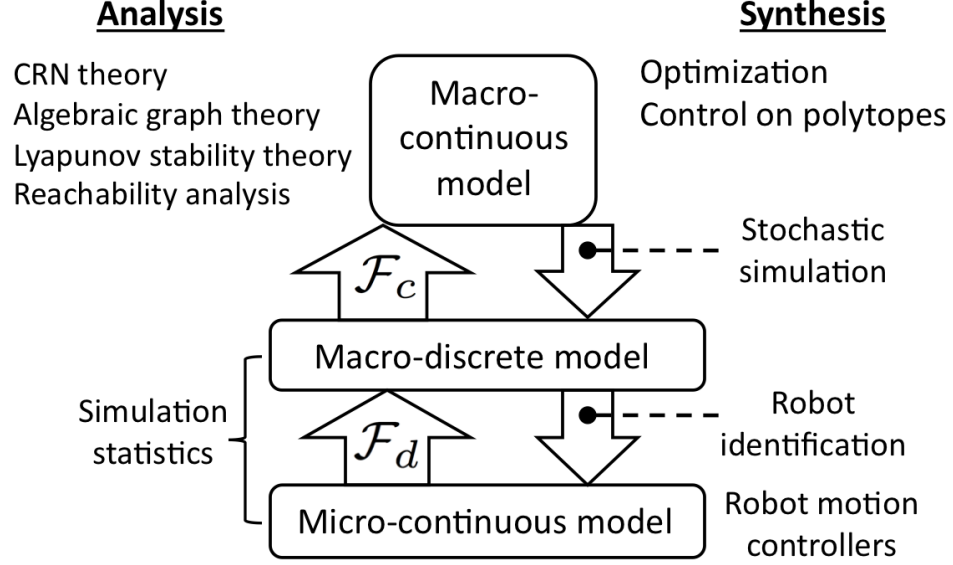 Analysis
CRN theory
Algebraic graph theory
Lyapunov stability theory
Reachability analysis
Macro-
continuous
model
Synthesis
Optimization
Control on polytopes
Stochastic
simulation
ℱc
Macro-discrete model
Simulation
statistics
ℱd
Robot
identification
Micro-continuous model
Robot motion
controllers